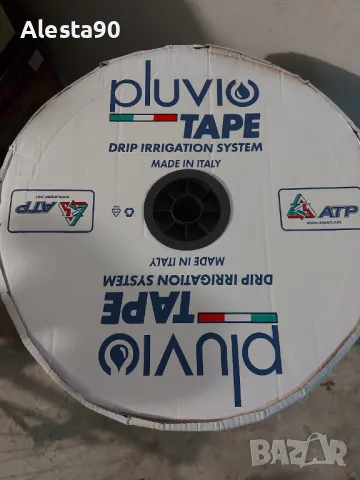 Alesta90
pluvio
TAPE
DRIP IRRIGATION SYSTEM
MADE IN ITALY
ATP
ATP
MADE IN ITALY
DRIP IRRIGATION SYSTEM
TAPE
pluvio
BAZAR